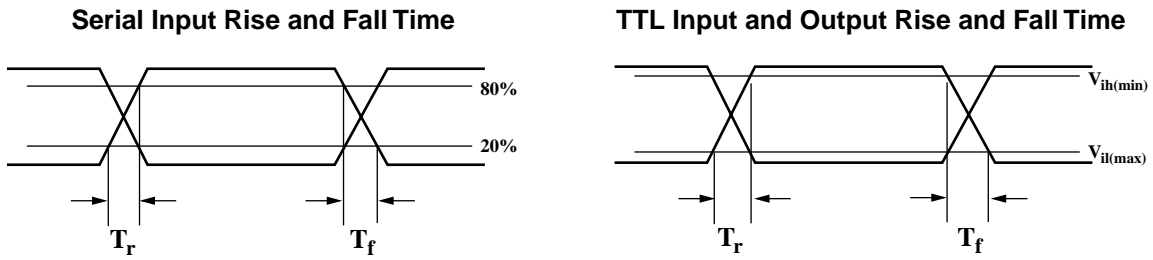 Serial Input Rise and Fall Time
80%
20%
Tr
Tf
TTL Input and Output Rise and Fall Time
Vih(min)
Vil(max)
Tr
Tf